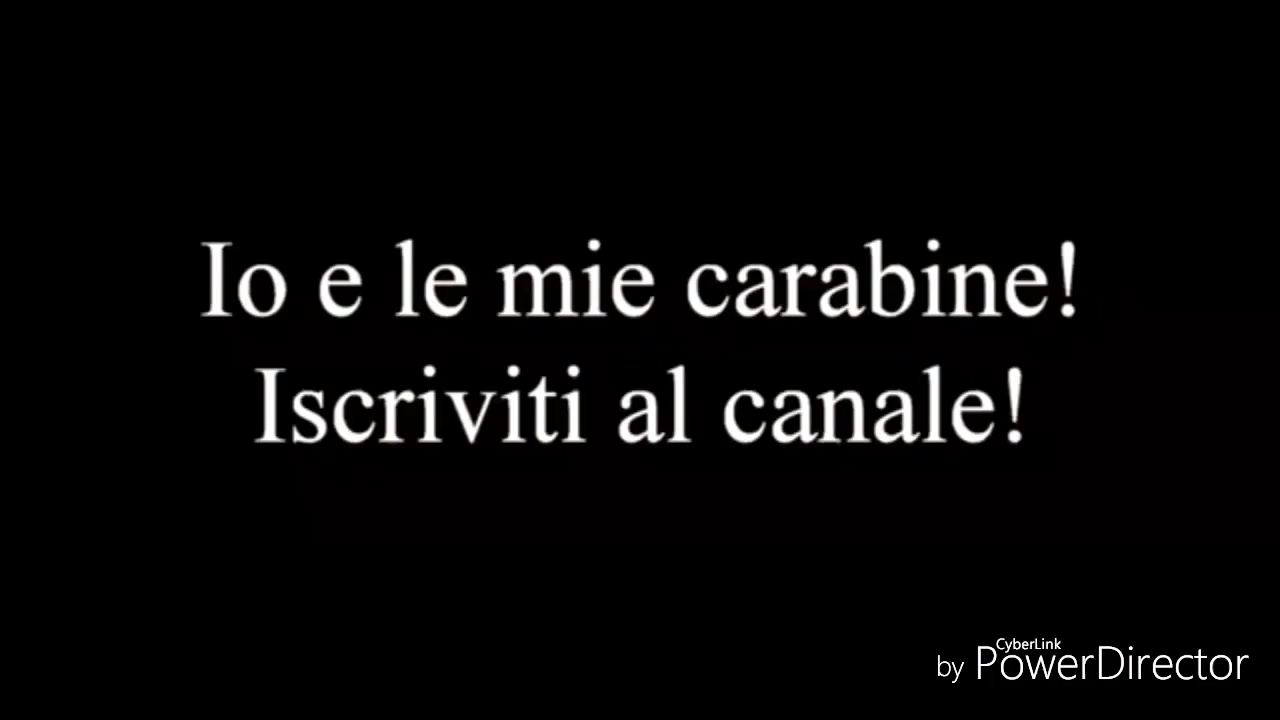 Io e le mie carabine!
Iscriviti al canale!
CyberLink
by PowerDirector